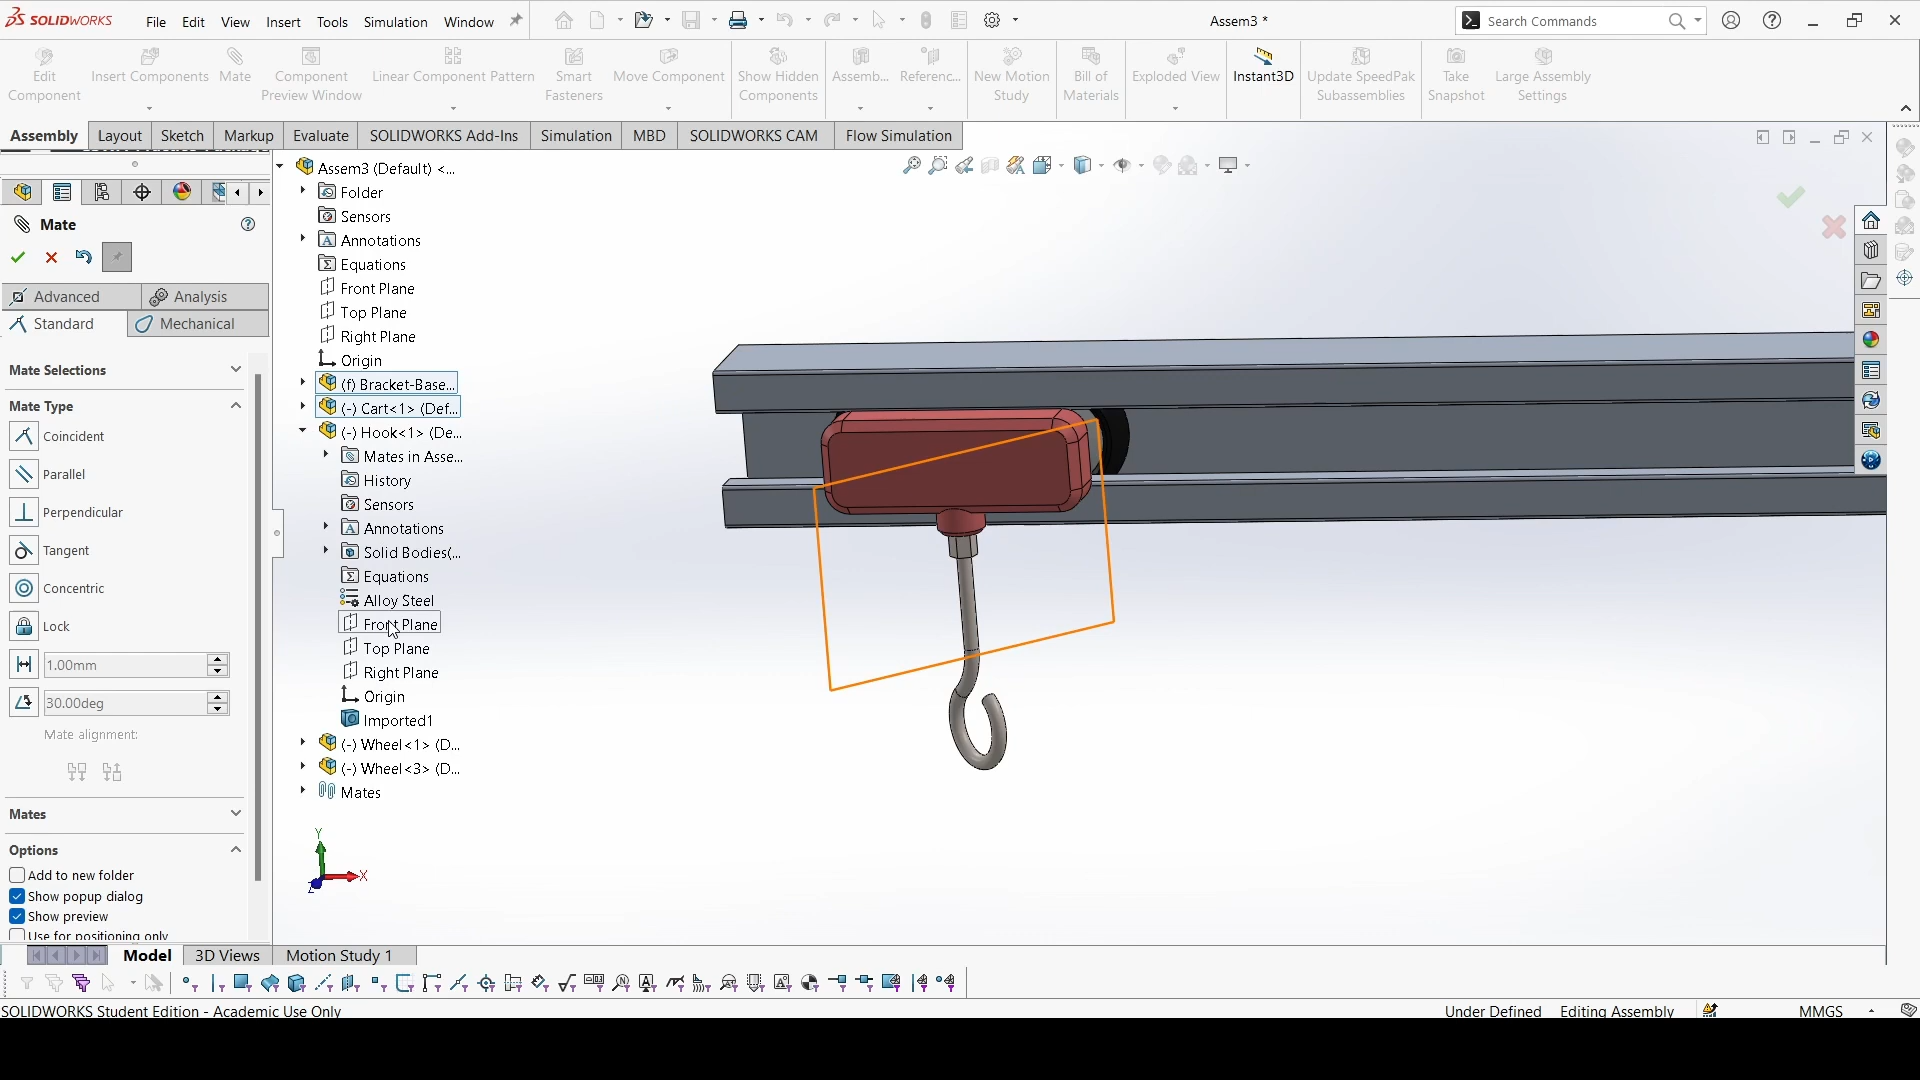 SOLIDWORKS
File Edit View Insert Tools Simulation Window
Assem3 *
Search Commands
Edit Component
Insert Components
Mate
Component Preview Window
Linear Component Pattern
Smart Fasteners
Move Component
Show Hidden Components
Assemb...
Referenc...
New Motion Study
Bill of Materials
Exploded View
Instant3D
Update SpeedPak Subassemblies
Take Snapshot
Large Assembly Settings
Assembly Layout Sketch Markup Evaluate SOLIDWORKS Add-Ins Simulation MBD SOLIDWORKS CAM Flow Simulation
Mate
Advanced Analysis
Standard Mechanical
Mate Selections
Mate Type
Coincident
Parallel
Perpendicular
Tangent
Concentric
Lock
1.00mm
30.00deg
Mate alignment:
Mates
Options
Add to new folder
Show popup dialog
Show preview
Use for positioning only
Assem3 (Default) <...
Folder
Sensors
Annotations
Equations
Front Plane
Top Plane
Right Plane
Origin
(f) Bracket-Base...
(-) Cart<1> (Def...
(-) Hook<1> (De...
Mates in Asse...
History
Sensors
Annotations
Solid Bodies(...
Equations
Alloy Steel
Front Plane
Top Plane
Right Plane
Origin
Imported1
(-) Wheel<1> (D...
(-) Wheel<3> (D...
Mates
Y
X
Z
Model 3D Views Motion Study 1
SOLIDWORKS Student Edition - Academic Use Only
Under Defined Editing Assembly MMGS